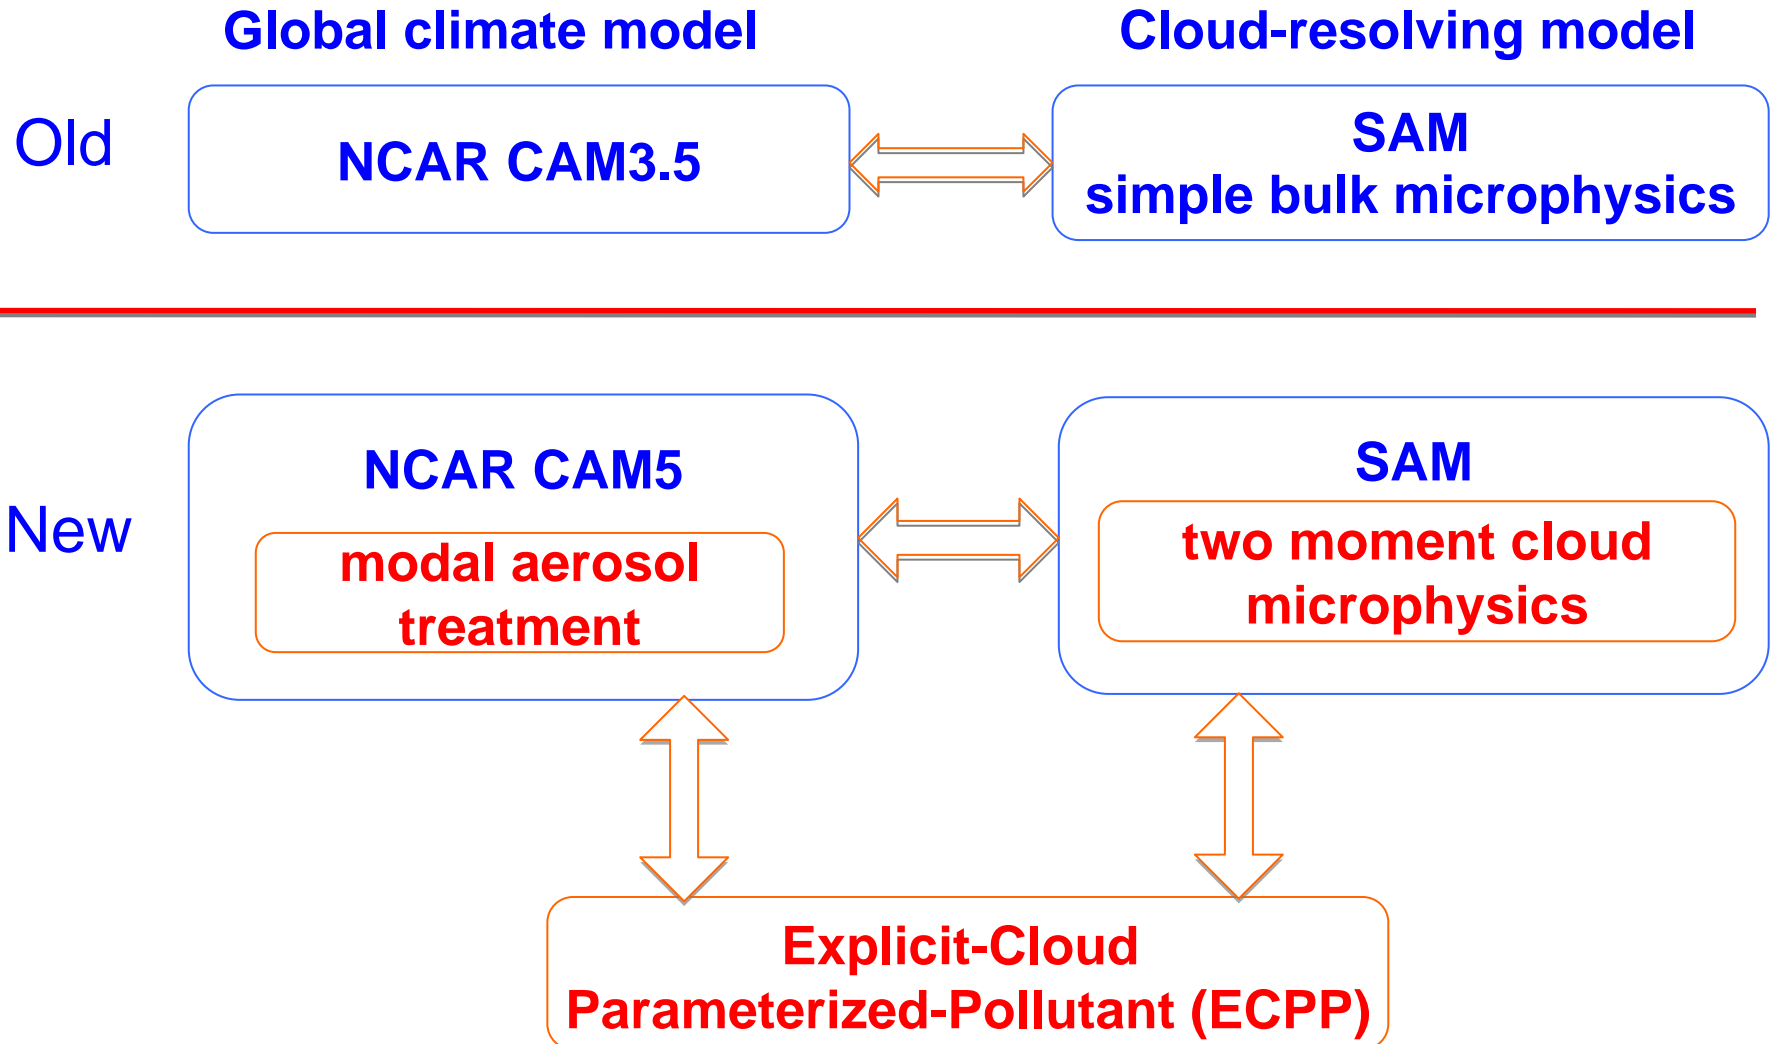 Global climate model
Cloud-resolving model
Old
NCAR CAM3.5
SAM
simple bulk microphysics
New
NCAR CAM5
modal aerosol
treatment
SAM
two moment cloud
microphysics
Explicit-Cloud
Parameterized-Pollutant (ECPP)